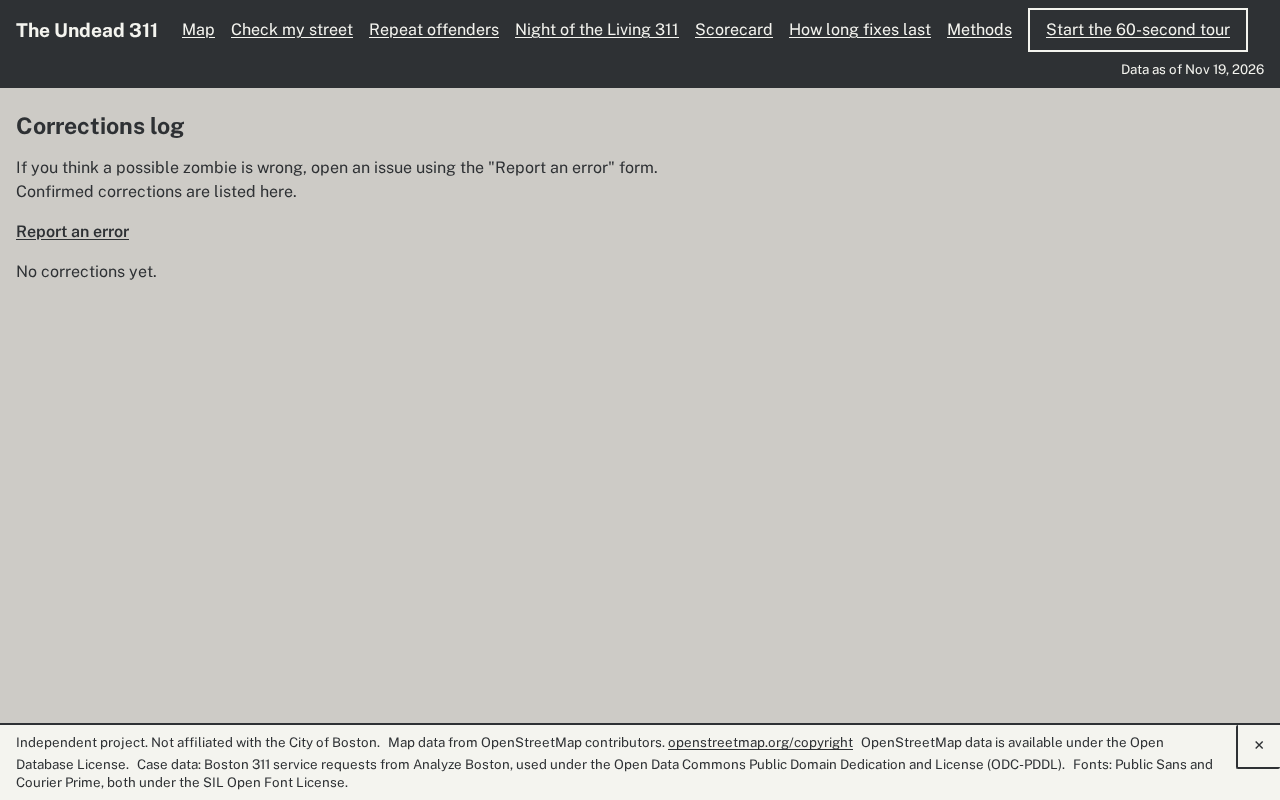 The Undead 311 Map Check my street Repeat offenders Night of the Living 311 Scorecard How long fixes last Methods Start the 60-second tour
Data as of Nov 19, 2026
Corrections log
If you think a possible zombie is wrong, open an issue using the "Report an error" form.
Confirmed corrections are listed here.
Report an error
No corrections yet.
Independent project. Not affiliated with the City of Boston. Map data from OpenStreetMap contributors. openstreetmap.org/copyright OpenStreetMap data is available under the Open
Database License. Case data: Boston 311 service requests from Analyze Boston, used under the Open Data Commons Public Domain Dedication and License (ODC-PDDL). Fonts: Public Sans and
Courier Prime, both under the SIL Open Font License.
×